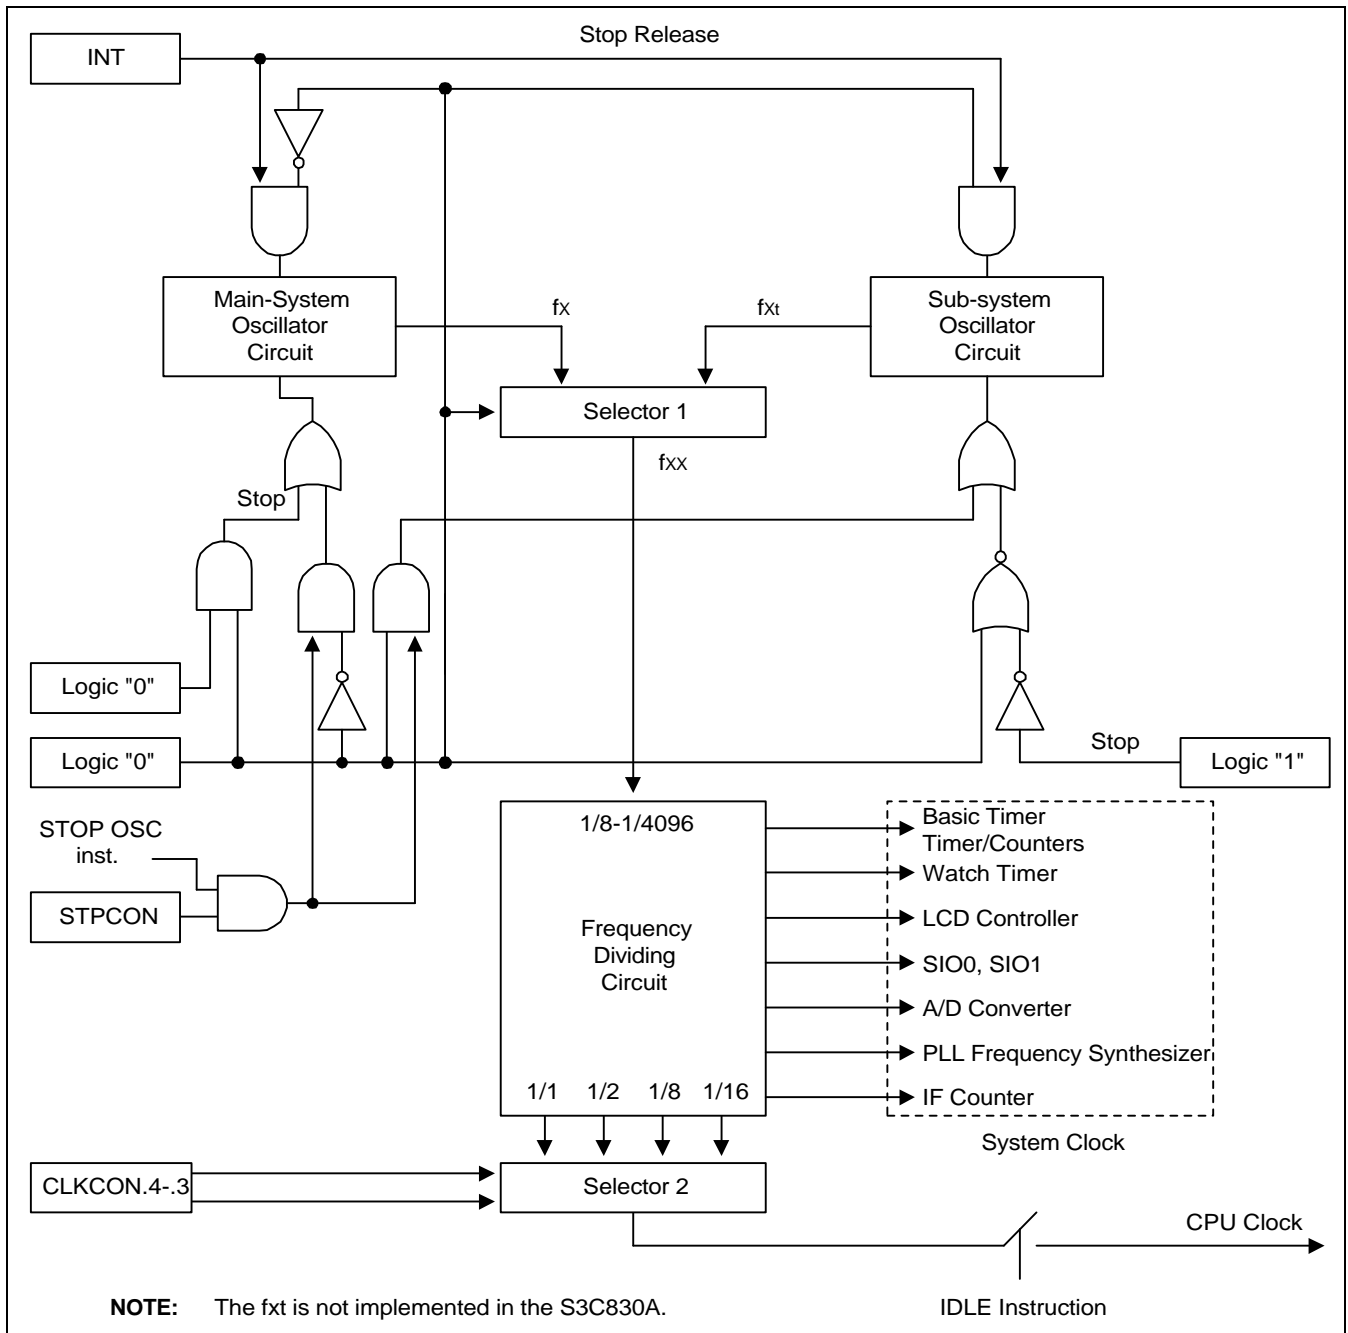 Stop Release
INT
Main-System
Oscillator
Circuit
fx
fxt
Sub-system
Oscillator
Circuit
Selector 1
fxx
Stop
Logic "0"
Logic "0"
Stop
Logic "1"
STOP OSC
inst.
STPCON
1/8-1/4096
Frequency
Dividing
Circuit
1/1 1/2 1/8 1/16
Basic Timer
Timer/Counters
Watch Timer
LCD Controller
SIO0, SIO1
A/D Converter
PLL Frequency Synthesizer
IF Counter
System Clock
CLKCON.4-.3
Selector 2
CPU Clock
IDLE Instruction
NOTE: The fxt is not implemented in the S3C830A.